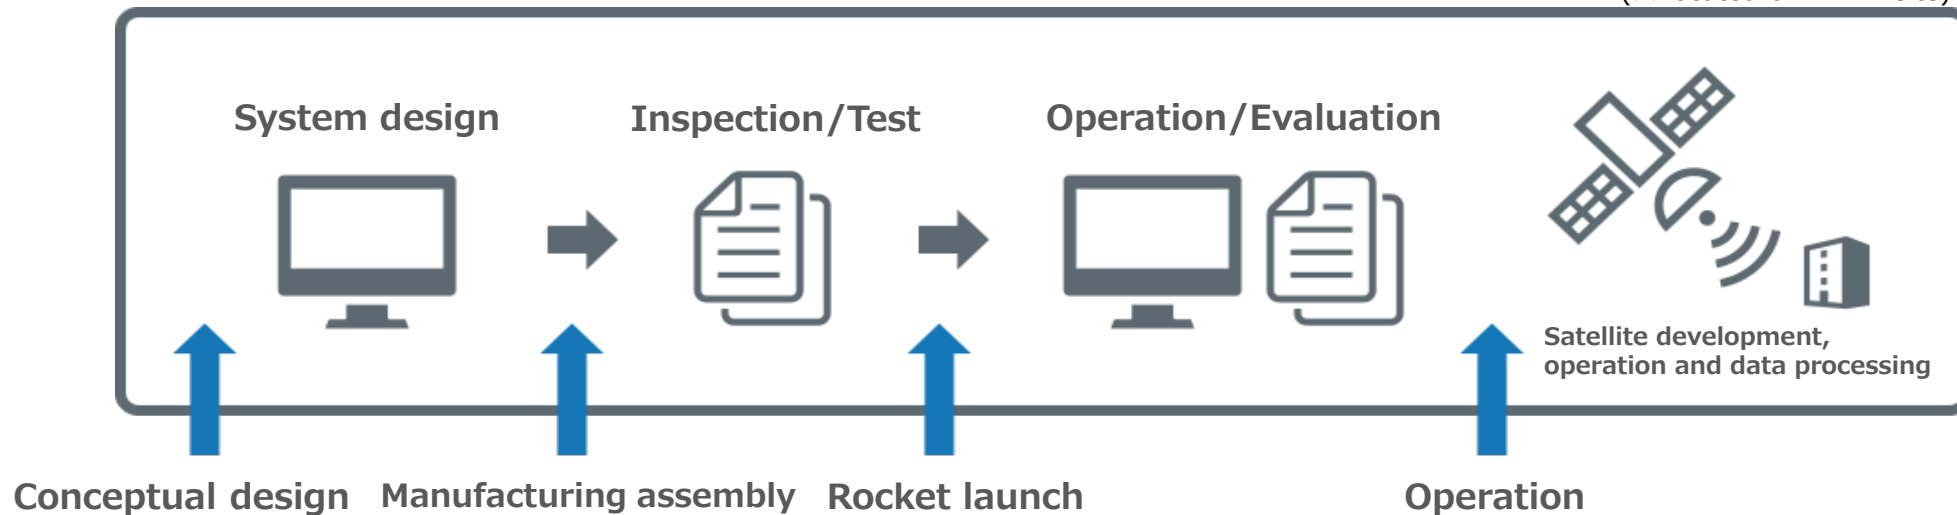 System design
Inspection/Test
Operation/Evaluation
Satellite development,
operation and data processing
Conceptual design
Manufacturing assembly
Rocket launch
Operation